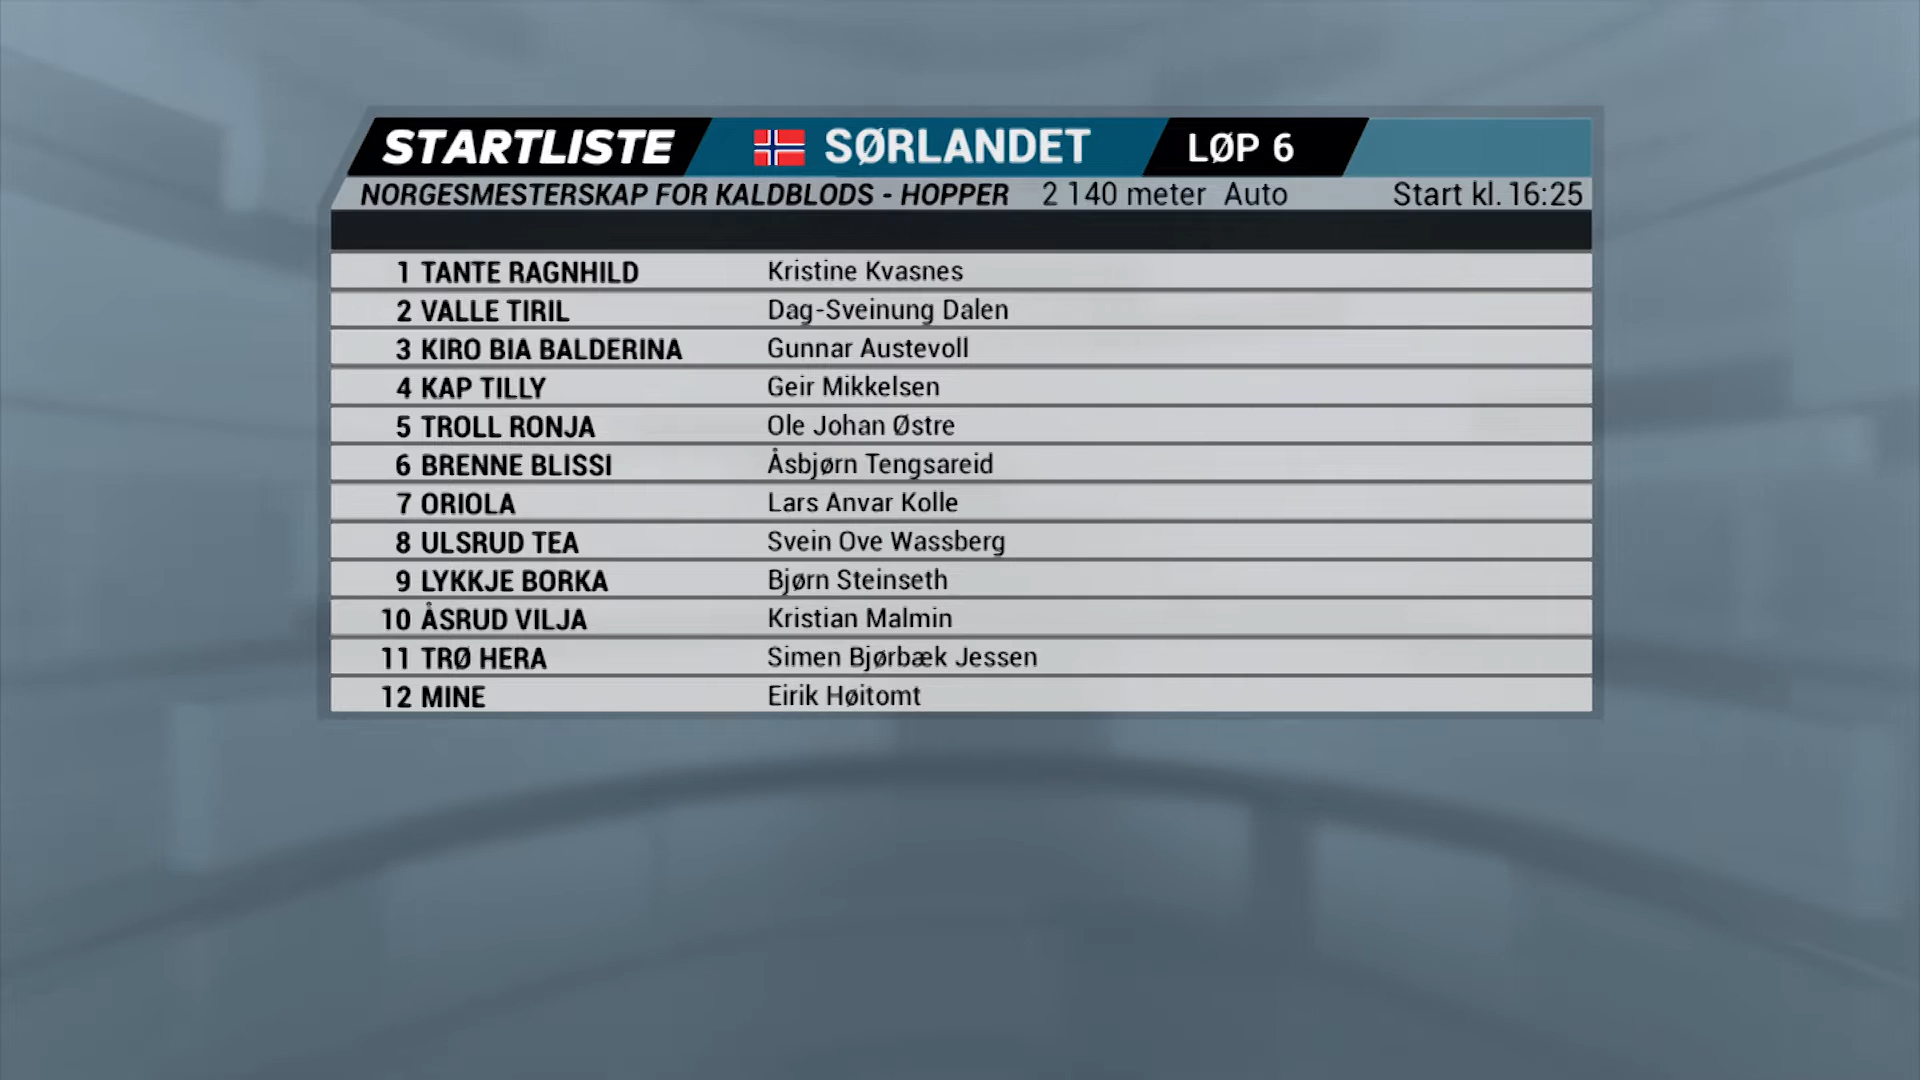 STARTLISTE SØRLANDET LØP 6
NORGESMESTERSKAP FOR KALDBLODS - HOPPER 2 140 meter Auto Start kl. 16:25
1 TANTE RAGNHILD Kristine Kvasnes
2 VALLE TIRIL Dag-Sveinung Dalen
3 KIRO BIA BALDERINA Gunnar Austevoll
4 KAP TILLY Geir Mikkelsen
5 TROLL RONJA Ole Johan Østre
6 BRENNE BLISSI Åsbjørn Tengsareid
7 ORIOLA Lars Anvar Kolle
8 ULSRUD TEA Svein Ove Wassberg
9 LYKKJE BORKA Bjørn Steinseth
10 ÅSRUD VILJA Kristian Malmin
11 TRØ HERA Simen Bjørbæk Jessen
12 MINE Eirik Høitomt